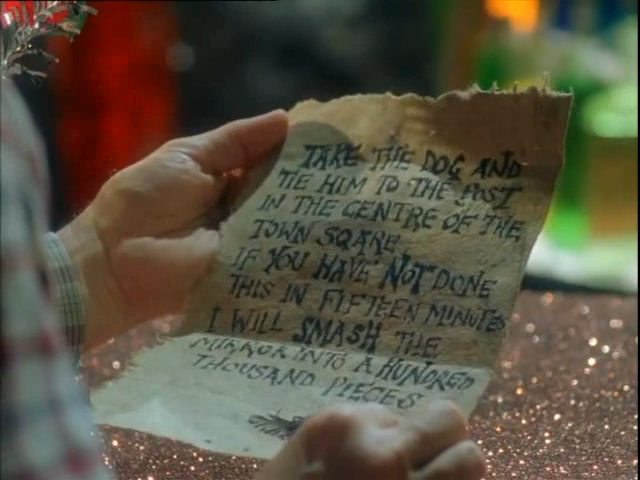 TAKE THE DOG AND
TIE HIM TO THE POST
IN THE CENTRE OF THE
TOWN SQARE
IF YOU HAVE NOT DONE
THIS IN FIFTEEN MINUTES
I WILL SMASH THE
MIRROR INTO A HUNDRED
THOUSAND PIECES